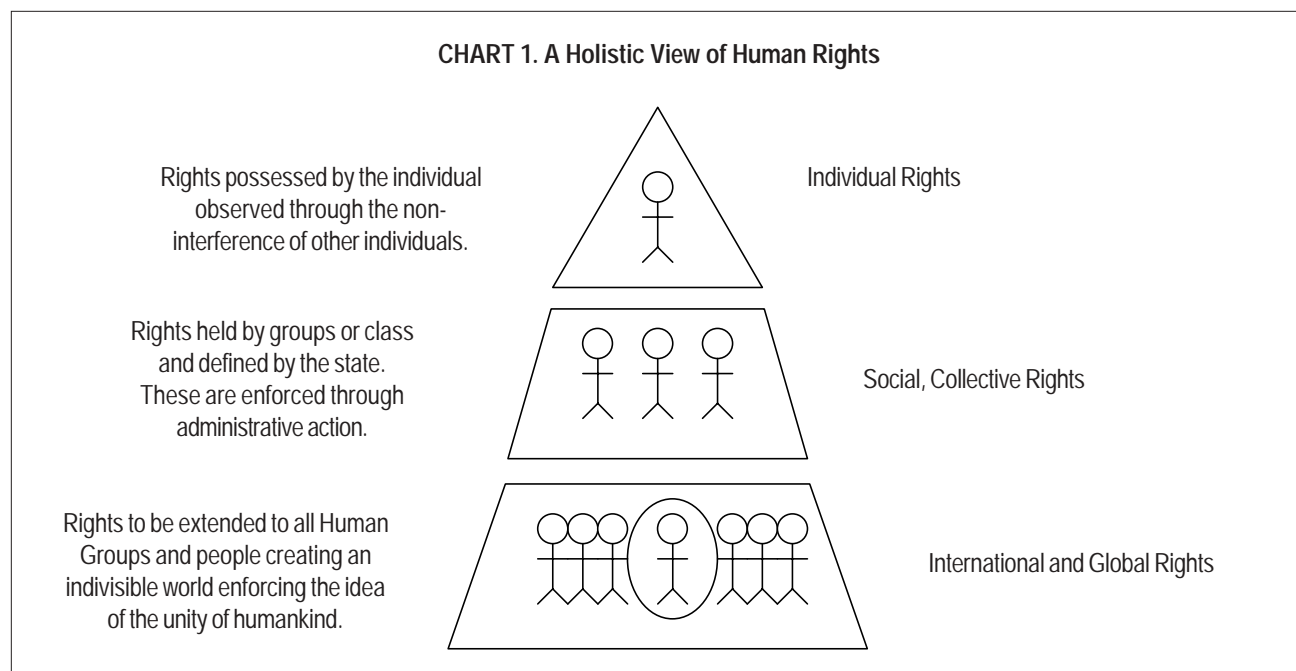 CHART 1. A Holistic View of Human Rights
Rights possessed by the individual
observed through the non-
interference of other individuals.
Individual Rights
Rights held by groups or class
and defined by the state.
These are enforced through
administrative action.
Social, Collective Rights
Rights to be extended to all Human
Groups and people creating an
indivisible world enforcing the idea
of the unity of humankind.
International and Global Rights